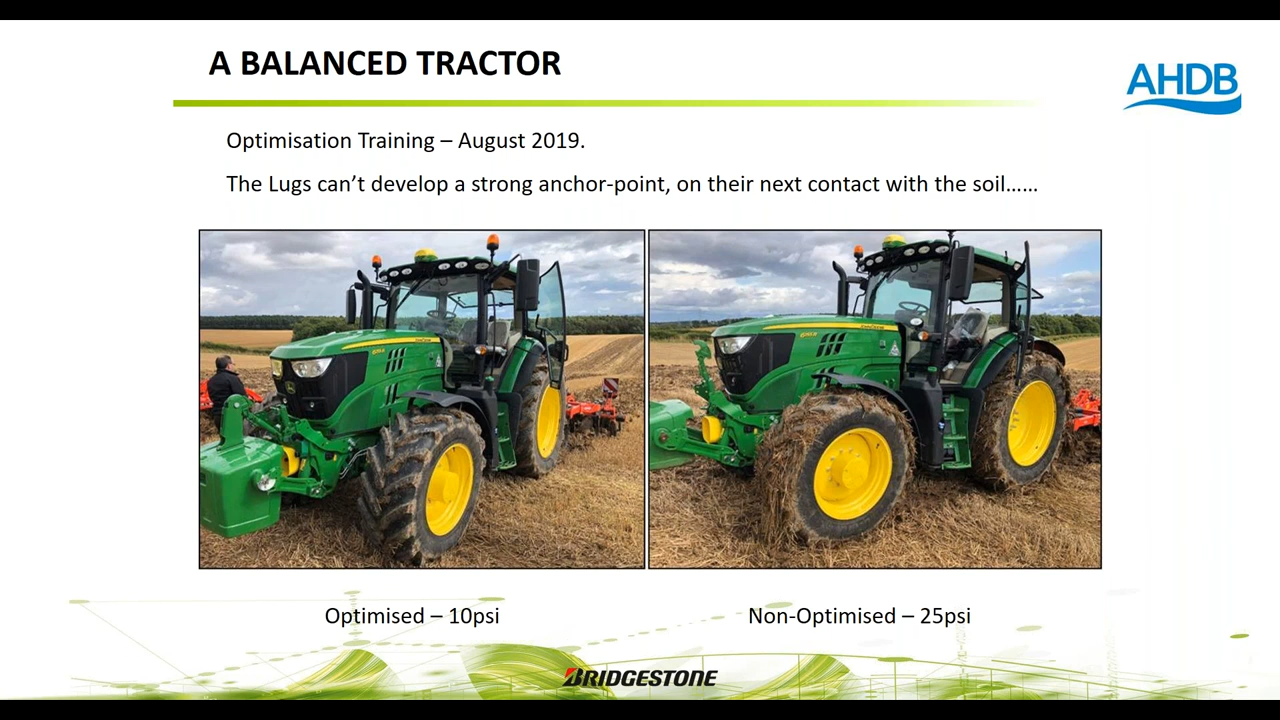 A BALANCED TRACTOR
AHDB
Optimisation Training – August 2019.
The Lugs can’t develop a strong anchor-point, on their next contact with the soil……
Optimised – 10psi
Non-Optimised – 25psi
BRIDGESTONE